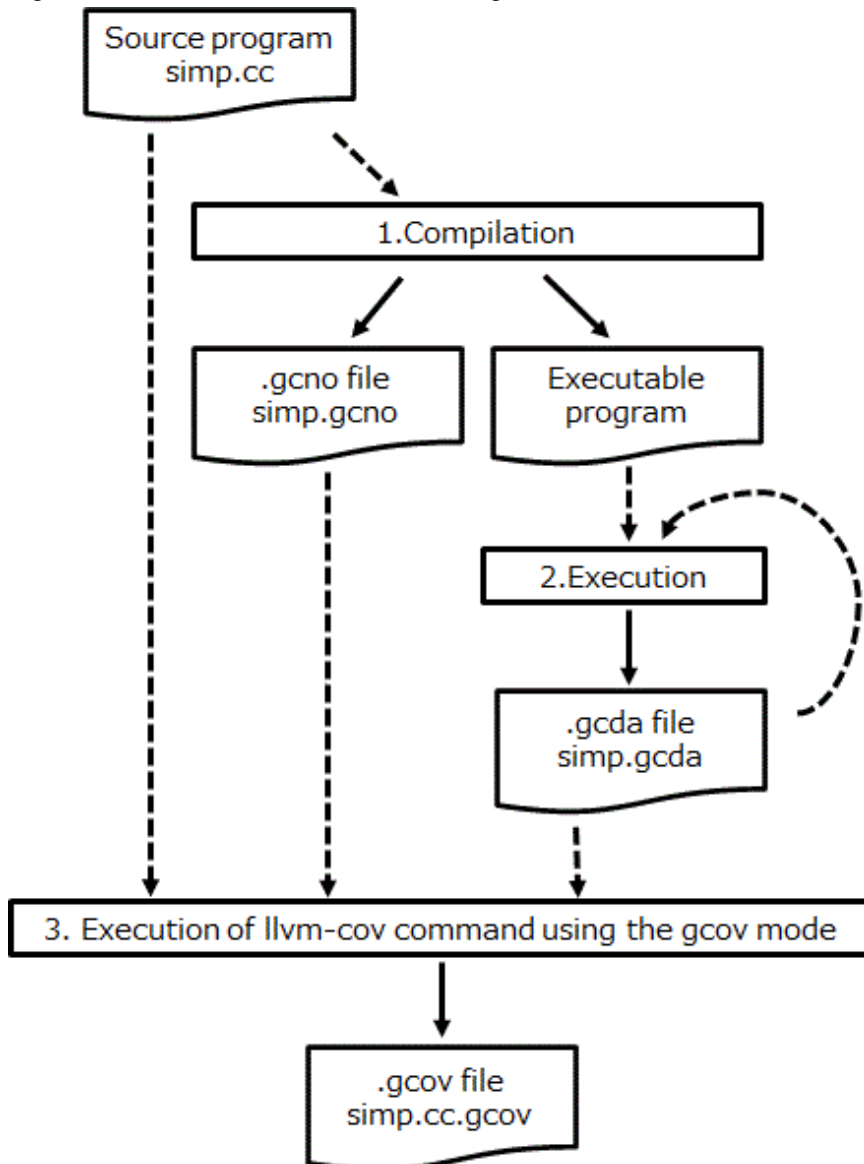 Source program
simp.cc
1.Compilation
.gcno file
simp.gcno
Executable
program
2.Execution
.gcda file
simp.gcda
3. Execution of llvm-cov command using the gcov mode
.gcov file
simp.cc.gcov